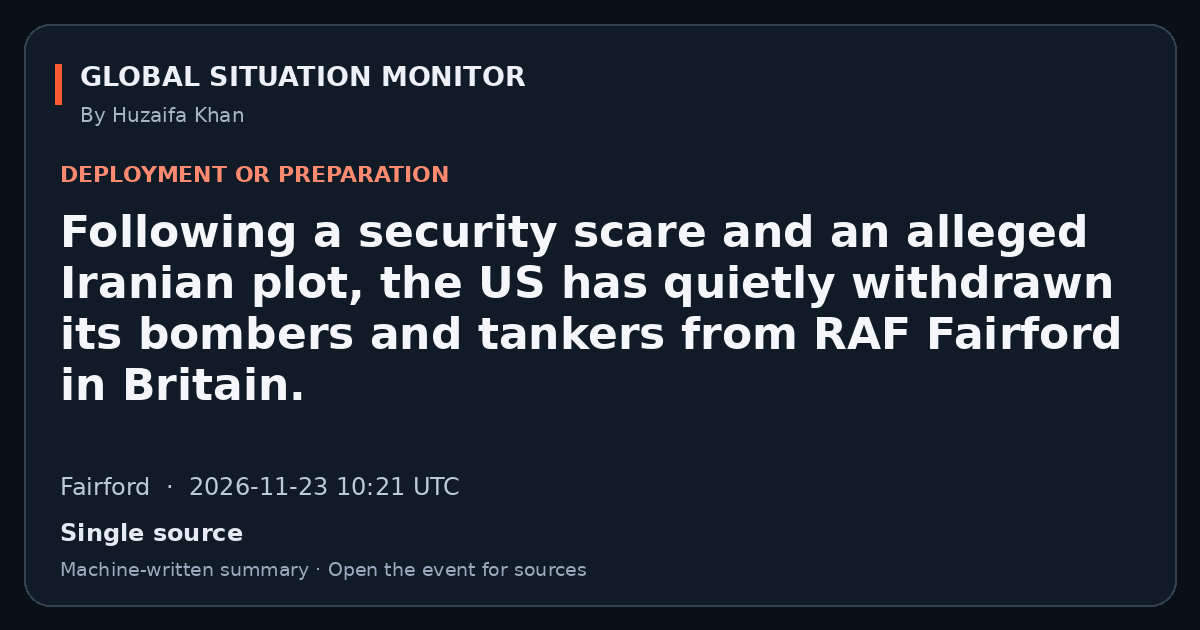 GLOBAL SITUATION MONITOR
By Huzaifa Khan
DEPLOYMENT OR PREPARATION
Following a security scare and an alleged
Iranian plot, the US has quietly withdrawn
its bombers and tankers from RAF Fairford
in Britain.
Fairford · 2026-11-23 10:21 UTC
Single source
Machine-written summary · Open the event for sources